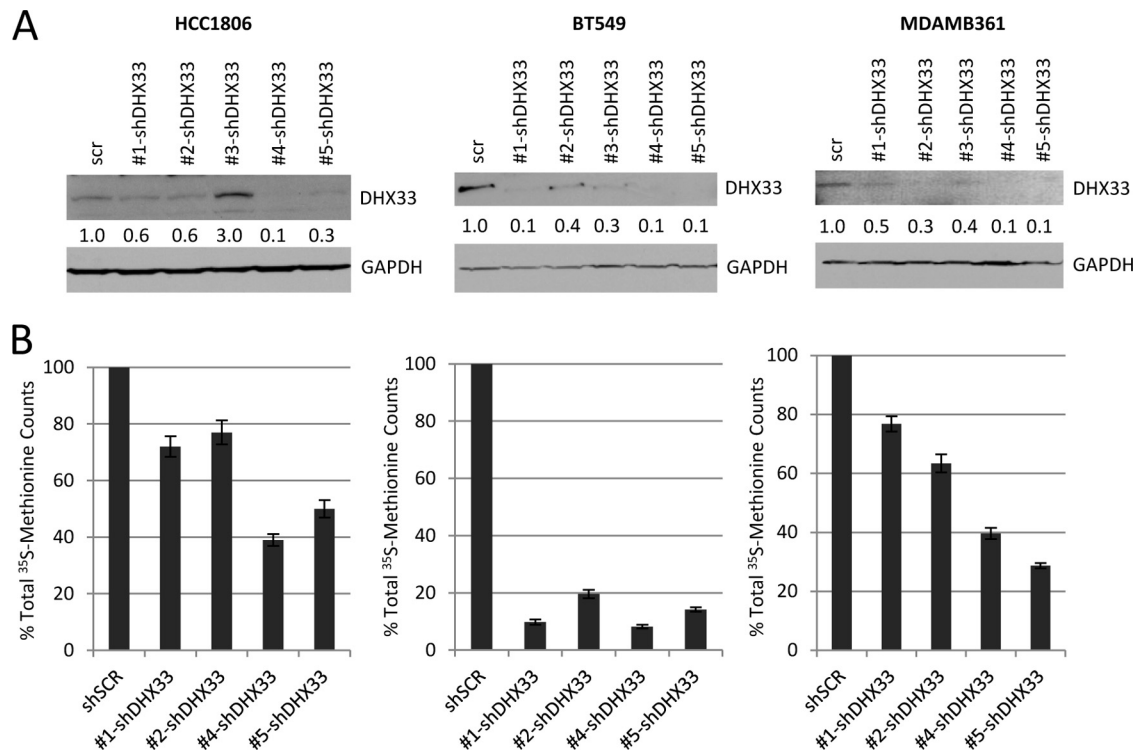 A
HCC1806
BT549
MDAMB361
scr
#1-shDHX33
#2-shDHX33
#3-shDHX33
#4-shDHX33
#5-shDHX33
DHX33
1.0 0.6 0.6 3.0 0.1 0.3
GAPDH
scr
#1-shDHX33
#2-shDHX33
#3-shDHX33
#4-shDHX33
#5-shDHX33
DHX33
1.0 0.1 0.4 0.3 0.1 0.1
GAPDH
scr
#1-shDHX33
#2-shDHX33
#3-shDHX33
#4-shDHX33
#5-shDHX33
DHX33
1.0 0.5 0.3 0.4 0.1 0.1
GAPDH
B
% Total ³⁵S-Methionine Counts
100
80
60
40
20
0
shSCR
#1-shDHX33
#2-shDHX33
#4-shDHX33
#5-shDHX33
% Total ³⁵S-Methionine Counts
100
80
60
40
20
0
shSCR
#1-shDHX33
#2-shDHX33
#4-shDHX33
#5-shDHX33
% Total ³⁵S-Methionine Counts
100
80
60
40
20
0
shSCR
#1-shDHX33
#2-shDHX33
#4-shDHX33
#5-shDHX33